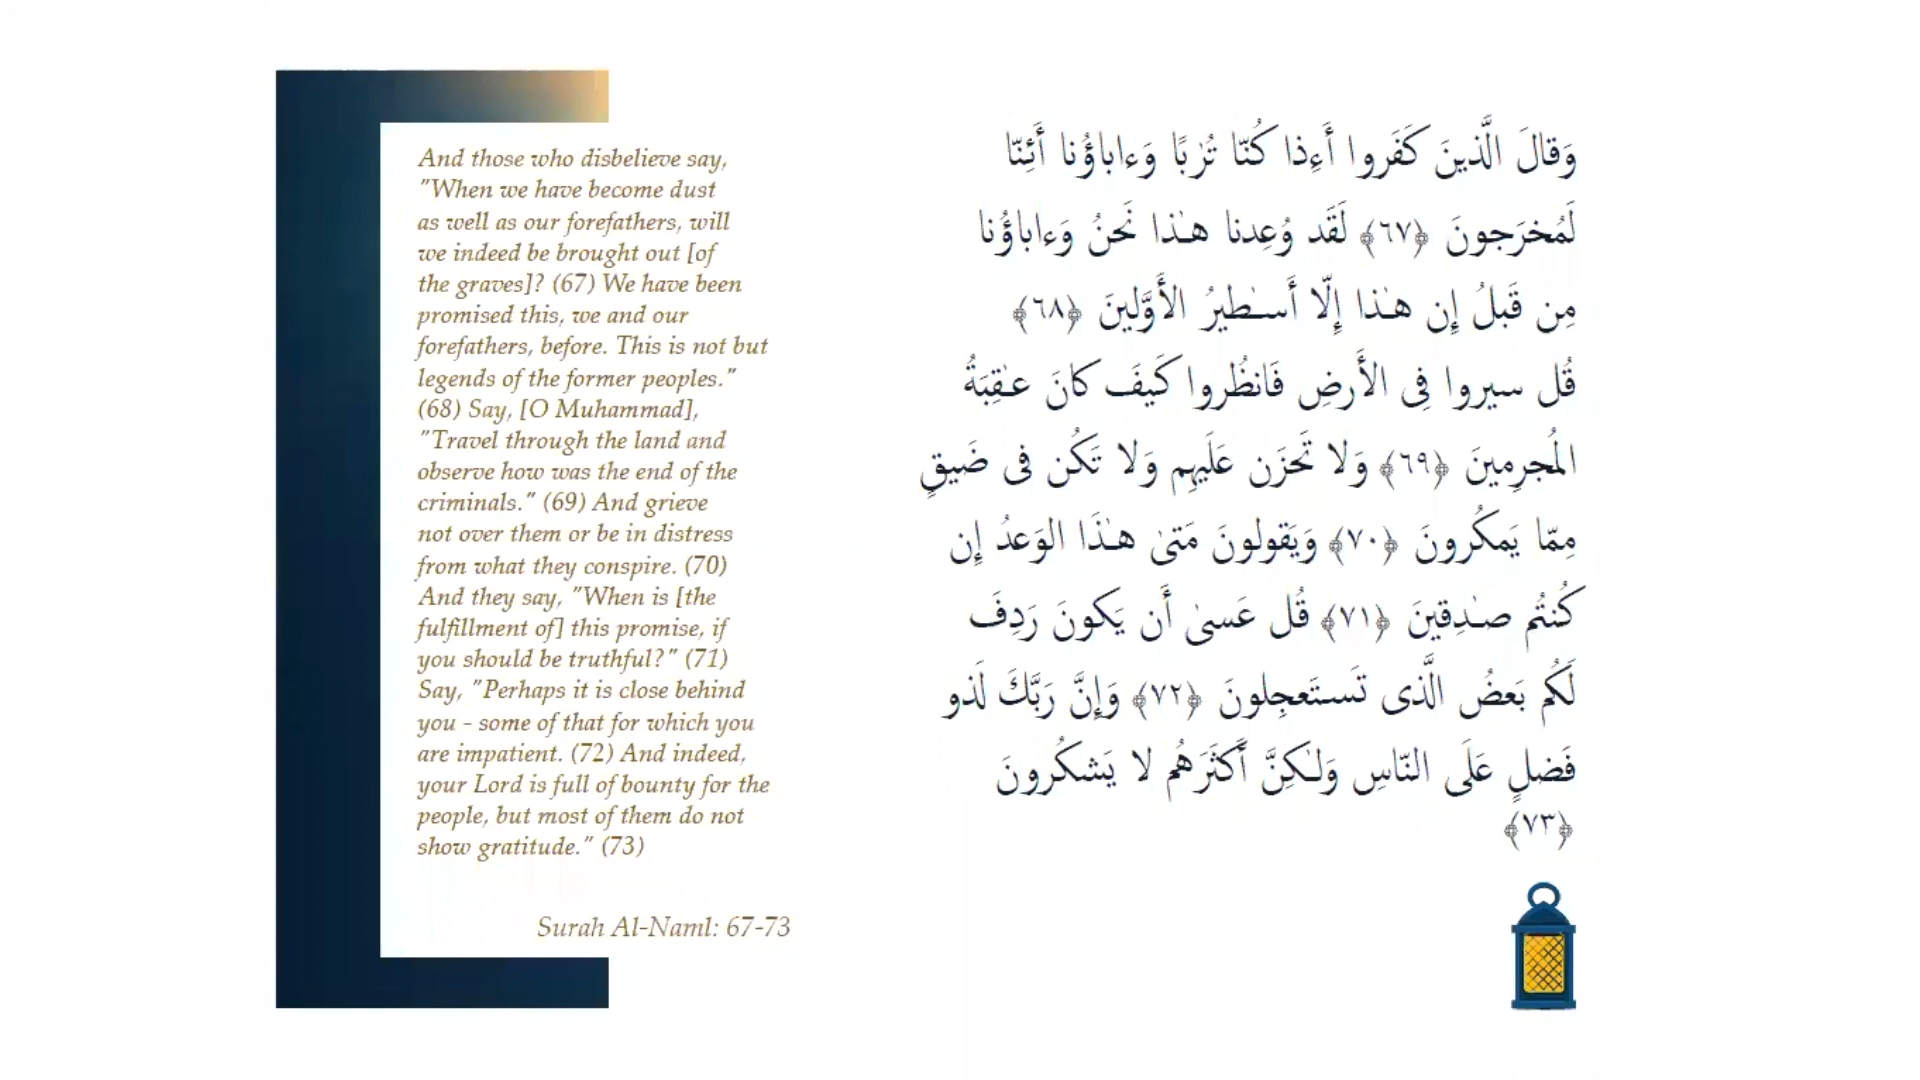 And those who disbelieve say,
"When we have become dust
as well as our forefathers, will
we indeed be brought out [of
the graves]? (67) We have been
promised this, we and our
forefathers, before. This is not but
legends of the former peoples."
(68) Say, [O Muhammad],
"Travel through the land and
observe how was the end of the
criminals." (69) And grieve
not over them or be in distress
from what they conspire. (70)
And they say, "When is [the
fulfillment of] this promise, if
you should be truthful?" (71)
Say, "Perhaps it is close behind
you - some of that for which you
are impatient. (72) And indeed,
your Lord is full of bounty for the
people, but most of them do not
show gratitude." (73)
Surah Al-Naml: 67-73
وَقالَ الَّذينَ كَفَروا أَءِذا كُنّا تُرٰبًا وَءاباؤُنا أَئِنّا
لَمُخرَجونَ ﴿٦٧﴾ لَقَد وُعِدنا هـٰذا نَحنُ وَءاباؤُنا
مِن قَبلُ إِن هـٰذا إِلّا أَسـٰطيرُ الأَوَّلينَ ﴿٦٨﴾
قُل سيروا فِى الأَرضِ فَانظُروا كَيفَ كانَ عـٰقِبَةُ
المُجرِمينَ ﴿٦٩﴾ وَلا تَحزَن عَلَيهِم وَلا تَكُن فى ضَيقٍ
مِمّا يَمكُرونَ ﴿٧٠﴾ وَيَقولونَ مَتىٰ هـٰذَا الوَعدُ إِن
كُنتُم صـٰدِقينَ ﴿٧١﴾ قُل عَسىٰ أَن يَكونَ رَدِفَ
لَكُم بَعضُ الَّذى تَستَعجِلونَ ﴿٧٢﴾ وَإِنَّ رَبَّكَ لَذو
فَضلٍ عَلَى النّاسِ وَلـٰكِنَّ أَكثَرَهُم لا يَشكُرونَ
﴿٧٣﴾